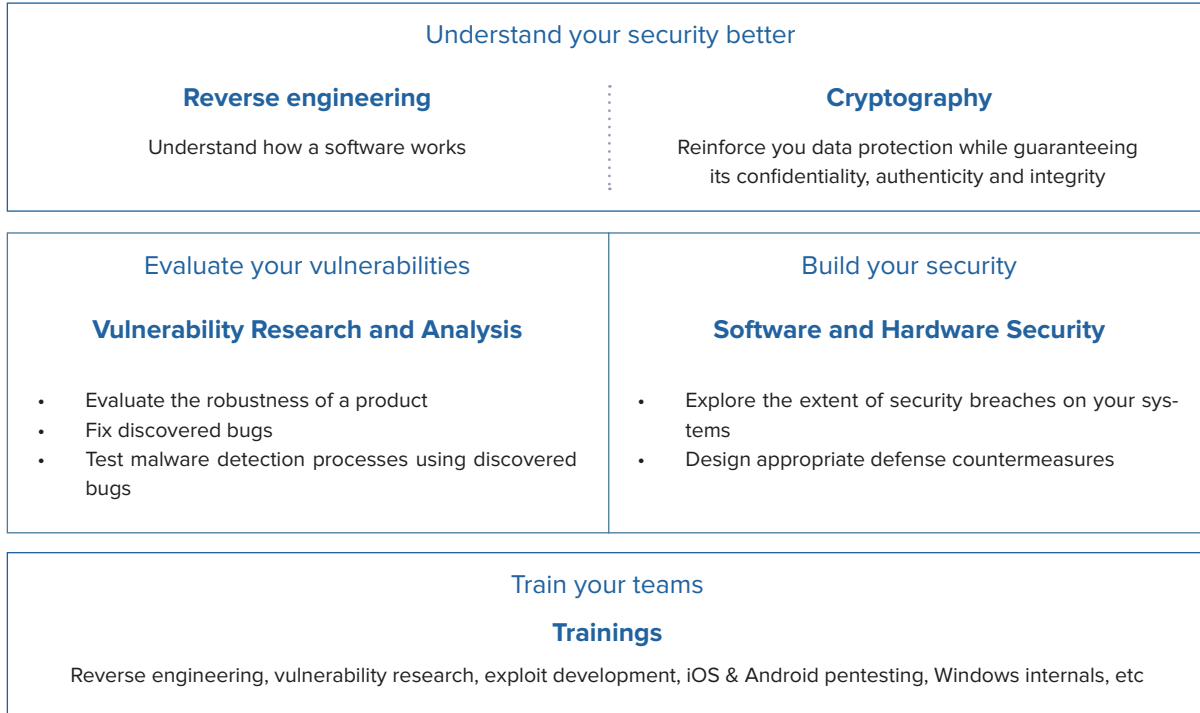 Understand your security better
Reverse engineering
Understand how a software works
Cryptography
Reinforce you data protection while guaranteeing
its confidentiality, authenticity and integrity
Evaluate your vulnerabilities
Vulnerability Research and Analysis
• Evaluate the robustness of a product
• Fix discovered bugs
• Test malware detection processes using discovered
bugs
Build your security
Software and Hardware Security
• Explore the extent of security breaches on your sys-
tems
• Design appropriate defense countermeasures
Train your teams
Trainings
Reverse engineering, vulnerability research, exploit development, iOS & Android pentesting, Windows internals, etc